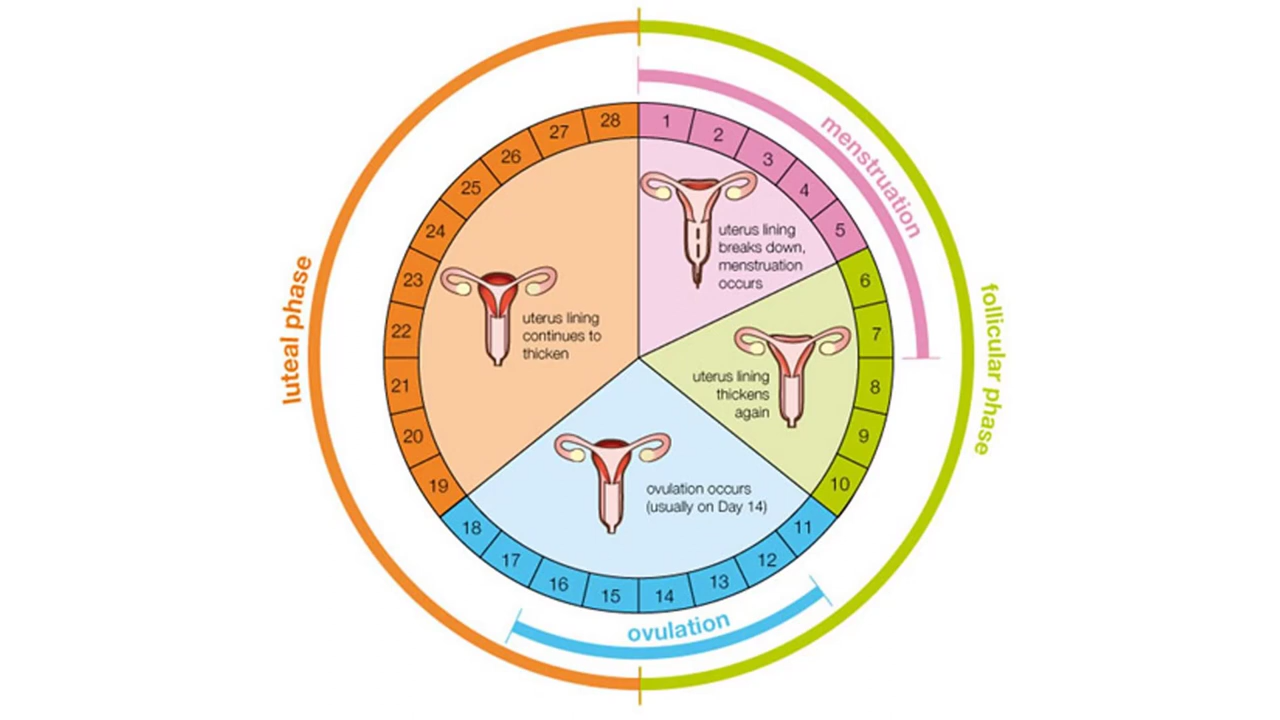 menstruation
follicular phase
ovulation
luteal phase
1
2
3
4
5
6
7
8
9
10
11
12
13
14
15
16
17
18
19
20
21
22
23
24
25
26
27
28
uterus lining
breaks down,
menstruation
occurs
uterus lining
thickens
again
ovulation occurs
(usually on Day 14)
uterus lining
continues to
thicken